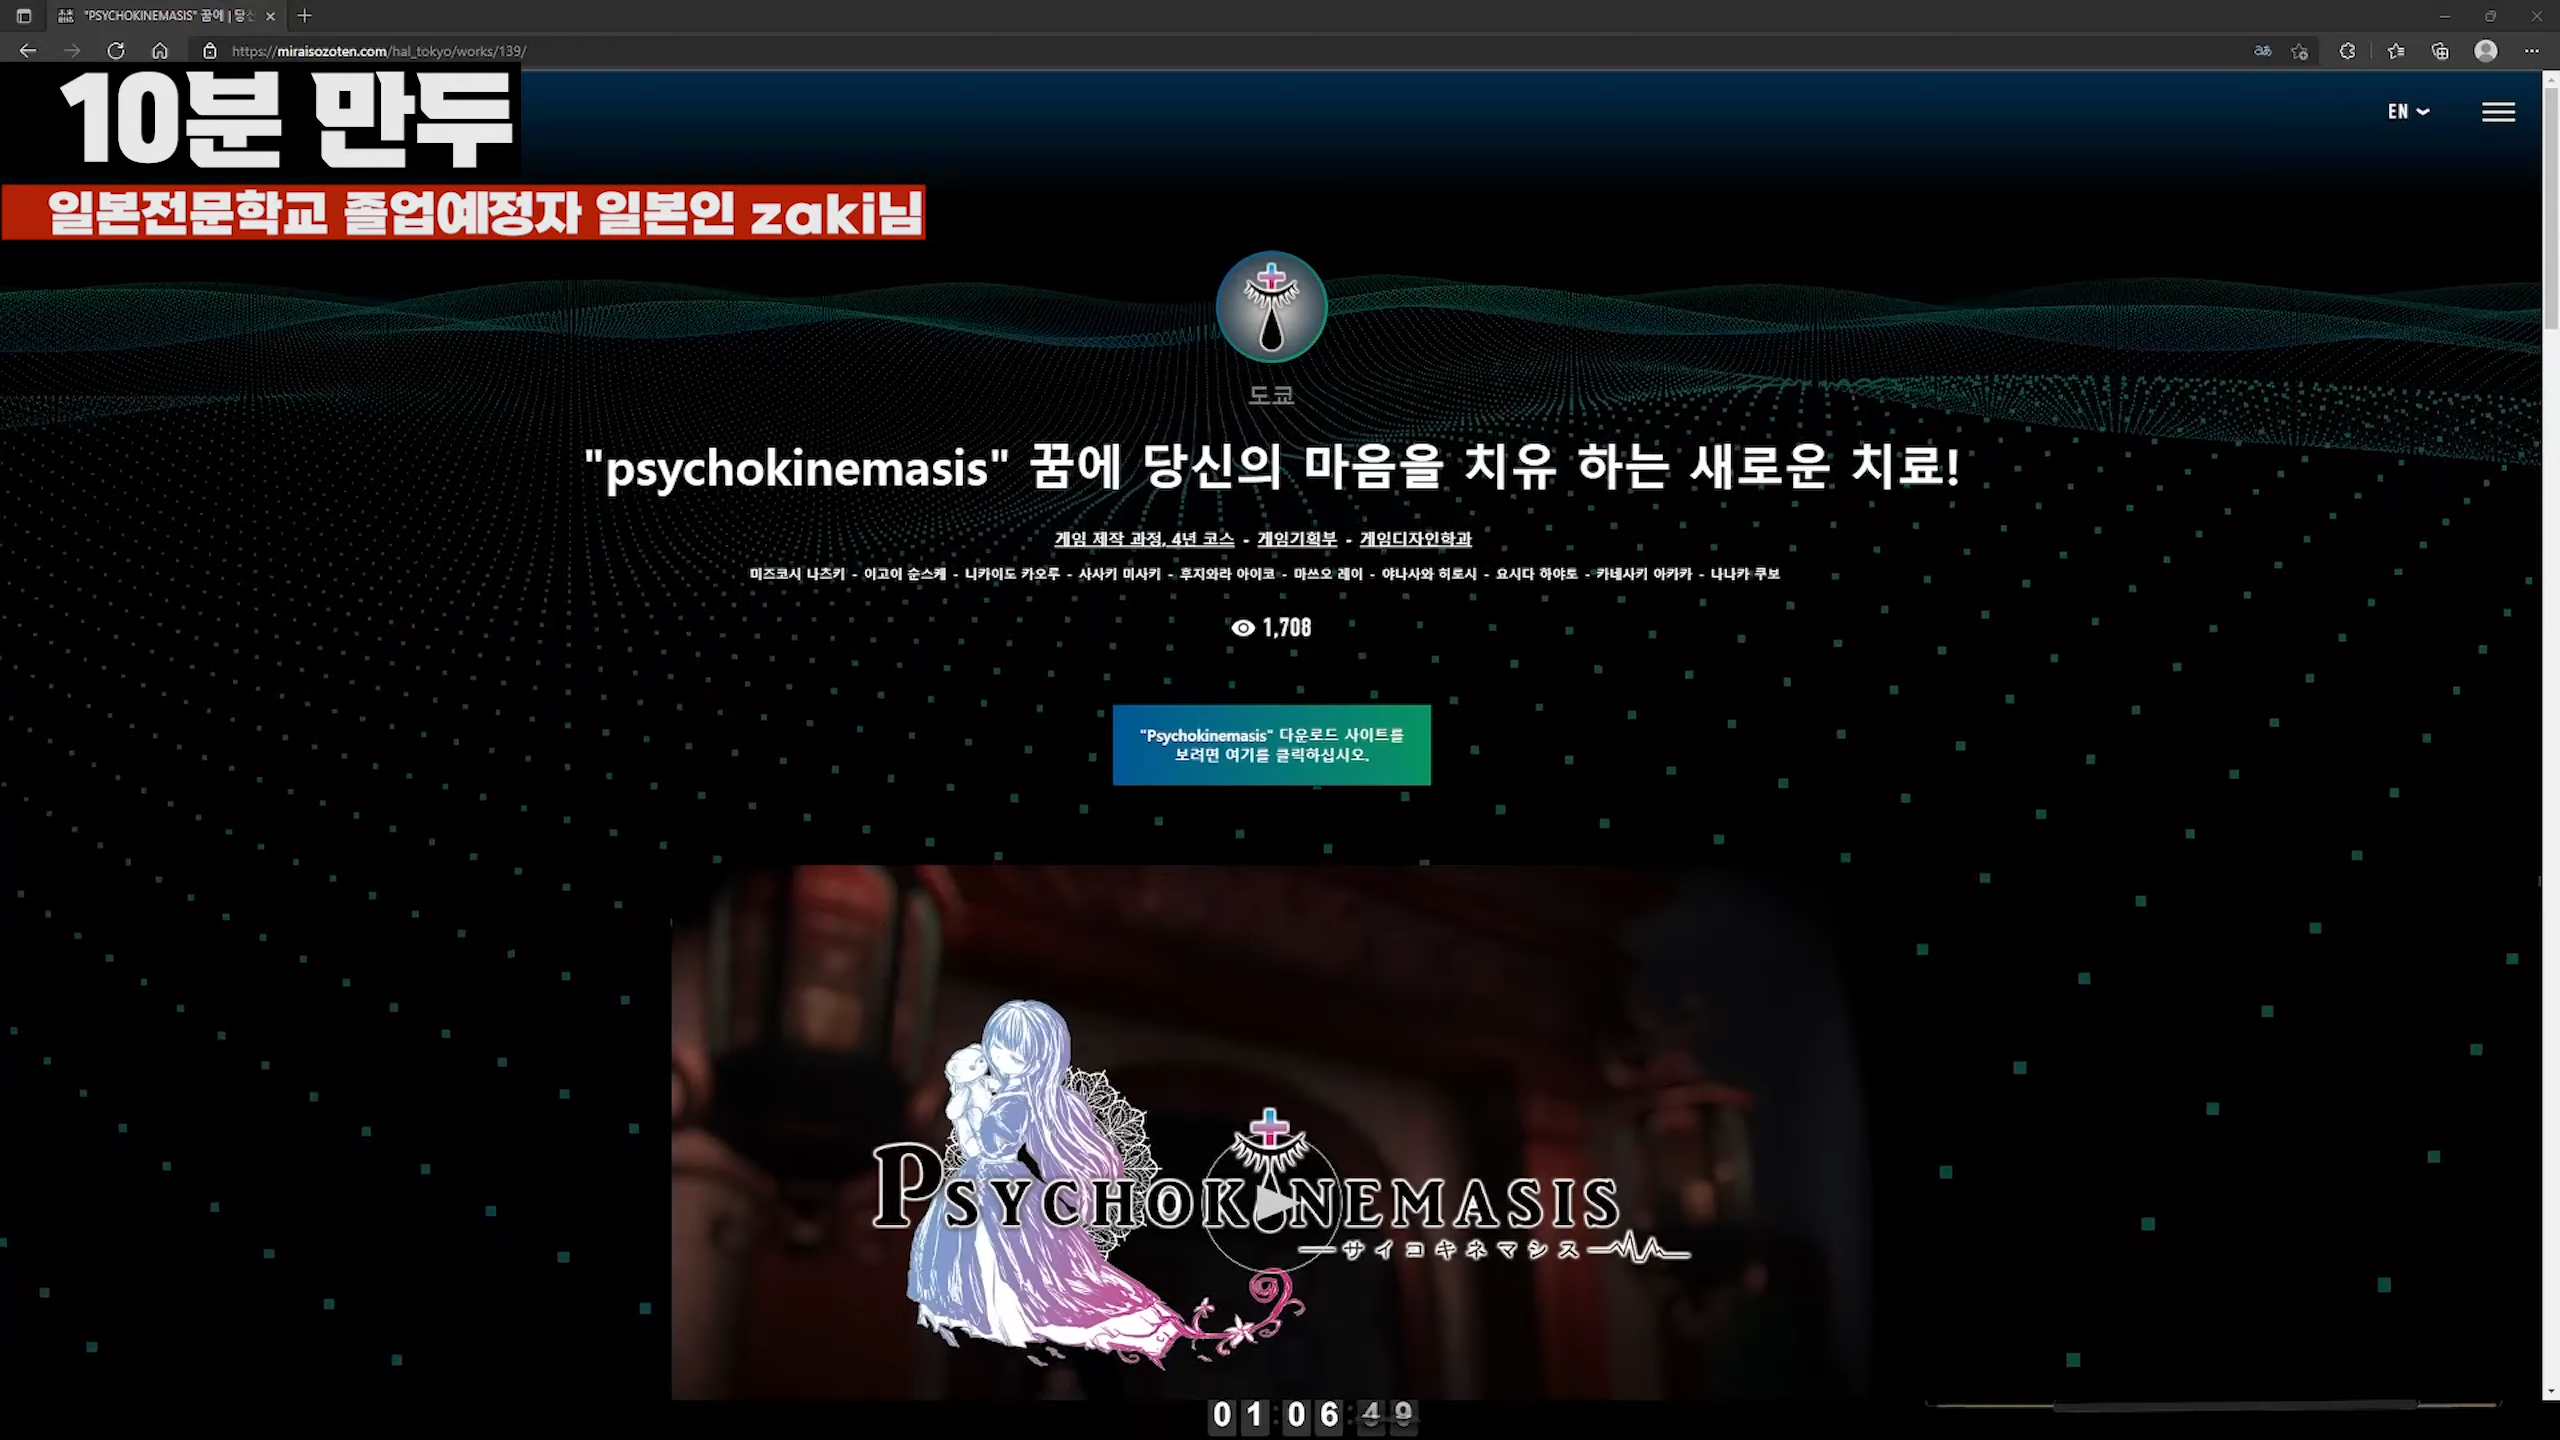 "PSYCHOKINEMASIS" 꿈에 | 당신
https://miraisozoten.com/hal_tokyo/works/139/
10분 만두
EN
일본전문학교 졸업예정자 일본인 zaki님
도쿄
"psychokinemasis" 꿈에 당신의 마음을 치유 하는 새로운 치료!
게임 제작 과정, 4년 코스 - 게임기획부 - 게임디자인학과
미즈코시 나츠키 - 이고이 슌스케 - 니카이도 카오루 - 사사키 미사키 - 후지와라 아이코 - 마쓰오 레이 - 야나사와 히로시 - 요시다 하야토 - 카네사키 아카카 - 나나카 쿠보
1,708
"Psychokinemasis" 다운로드 사이트를
보려면 여기를 클릭하십시오.
PSYCHOKINEMASIS
サイコキネマシス
01:06:49